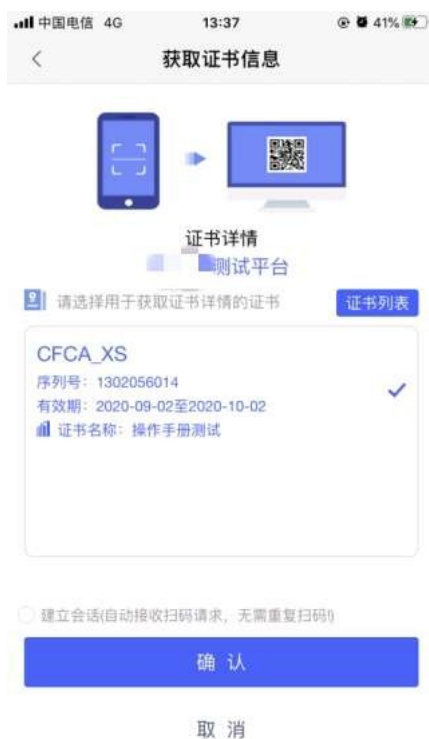 中国电信 4G 13:37 41%
获取证书信息
证书详情
测试平台
请选择用于获取证书详情的证书 证书列表
CFCA_XS
序列号：1302056014
有效期：2020-09-02至2020-10-02
证书名称：操作手册测试
建立会话(自动接收扫码请求，无需重复扫码!)
确 认
取 消